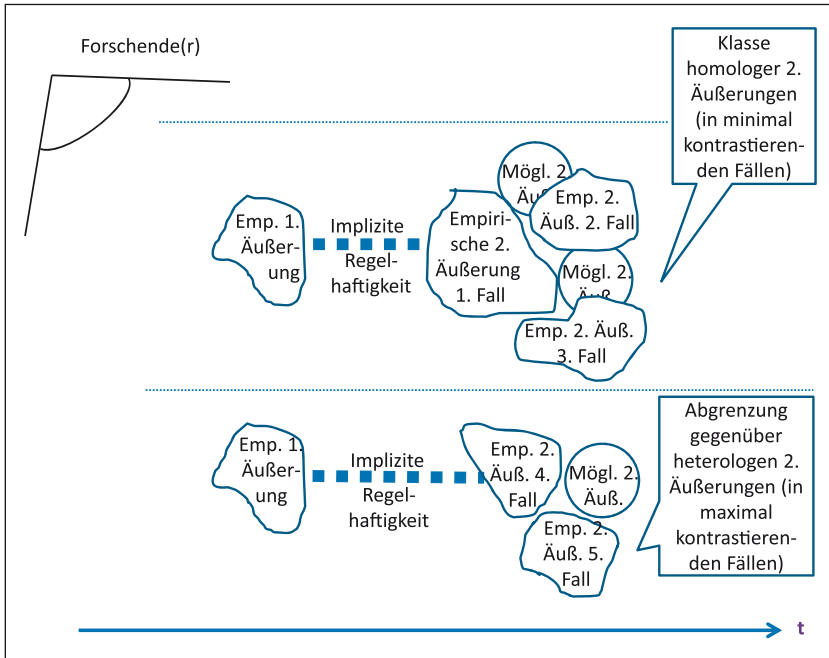 Forschende(r)
Klasse
homologer 2.
Äußerungen
(in minimal
kontrastieren-
den Fällen)
Emp. 1.
Äußer-
ung
Implizite
Regel-
haftigkeit
Empiri-
sche 2.
Äußerung
1. Fall
Mögl. 2.
Äuß.
Emp. 2.
Äuß. 2. Fall
Mögl. 2.
Äuß.
Emp. 2. Äuß.
3. Fall
Emp. 1.
Äußer-
ung
Implizite
Regel-
haftigkeit
Emp. 2.
Äuß. 4.
Fall
Mögl. 2.
Äuß.
Emp. 2.
Äuß. 5.
Fall
Abgrenzung
gegenüber
heterologen 2.
Äußerungen (in
maximal
kontrastieren-
den Fällen)
t